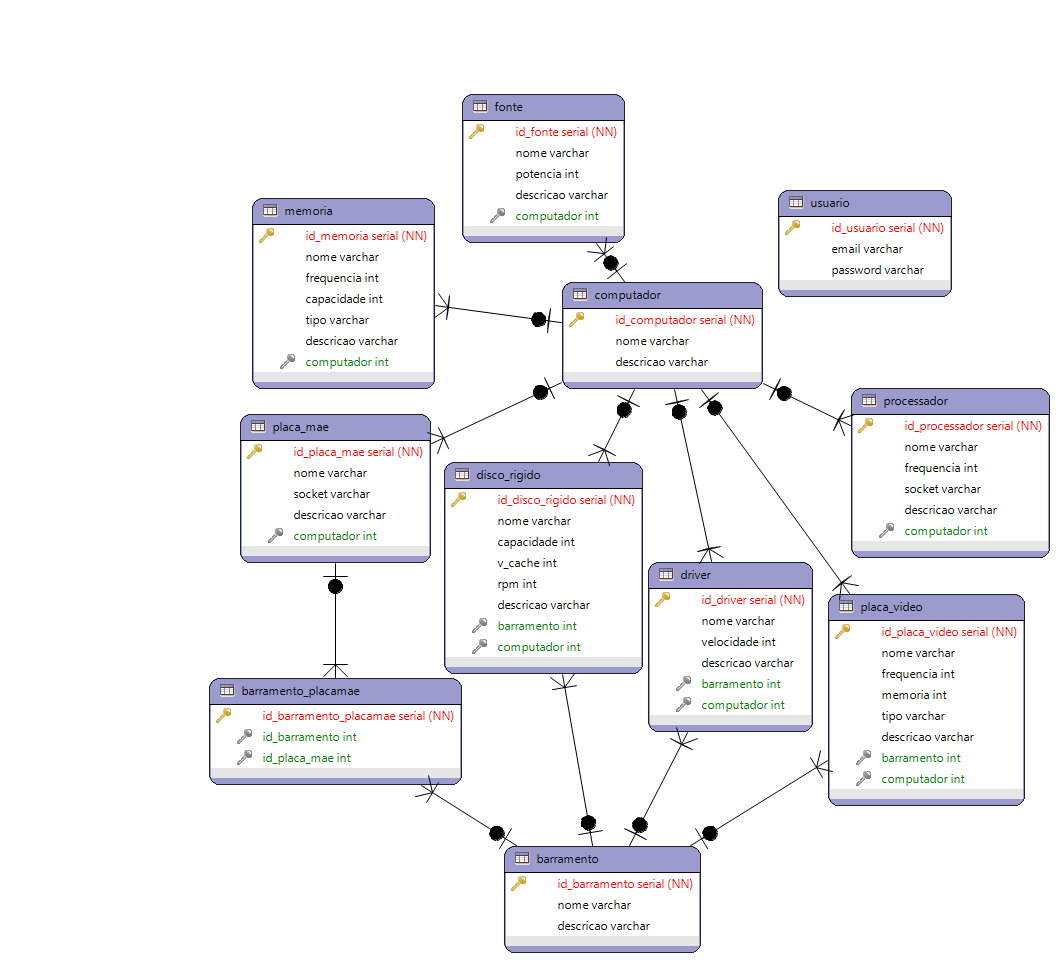 fonte
id_fonte serial (NN)
nome varchar
potencia int
descricao varchar
computador int
memoria
id_memoria serial (NN)
nome varchar
frequencia int
capacidade int
tipo varchar
descricao varchar
computador int
usuario
id_usuario serial (NN)
email varchar
password varchar
computador
id_computador serial (NN)
nome varchar
descricao varchar
placa_mae
id_placa_mae serial (NN)
nome varchar
socket varchar
descricao varchar
computador int
disco_rigido
id_disco_rigido serial (NN)
nome varchar
capacidade int
v_cache int
rpm int
descricao varchar
barramento int
computador int
processador
id_processador serial (NN)
nome varchar
frequencia int
socket varchar
descricao varchar
computador int
driver
id_driver serial (NN)
nome varchar
velocidade int
descricao varchar
barramento int
computador int
placa_video
id_placa_video serial (NN)
nome varchar
frequencia int
memoria int
tipo varchar
descricao varchar
barramento int
computador int
barramento_placamae
id_barramento_placamae serial (NN)
id_barramento int
id_placa_mae int
barramento
id_barramento serial (NN)
nome varchar
descricao varchar